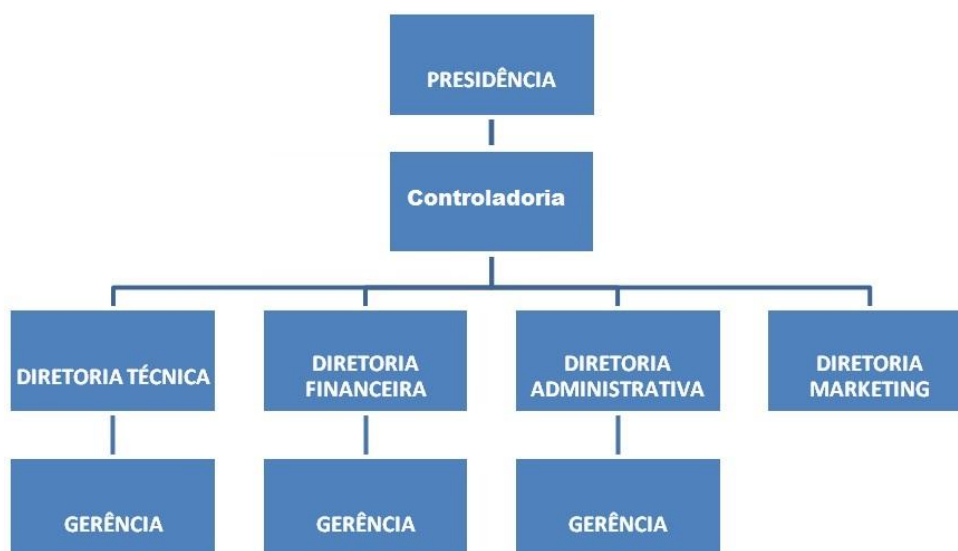 PRESIDÊNCIA
Controladoria
DIRETORIA TÉCNICA
DIRETORIA
FINANCEIRA
DIRETORIA
ADMINISTRATIVA
DIRETORIA
MARKETING
GERÊNCIA
GERÊNCIA
GERÊNCIA